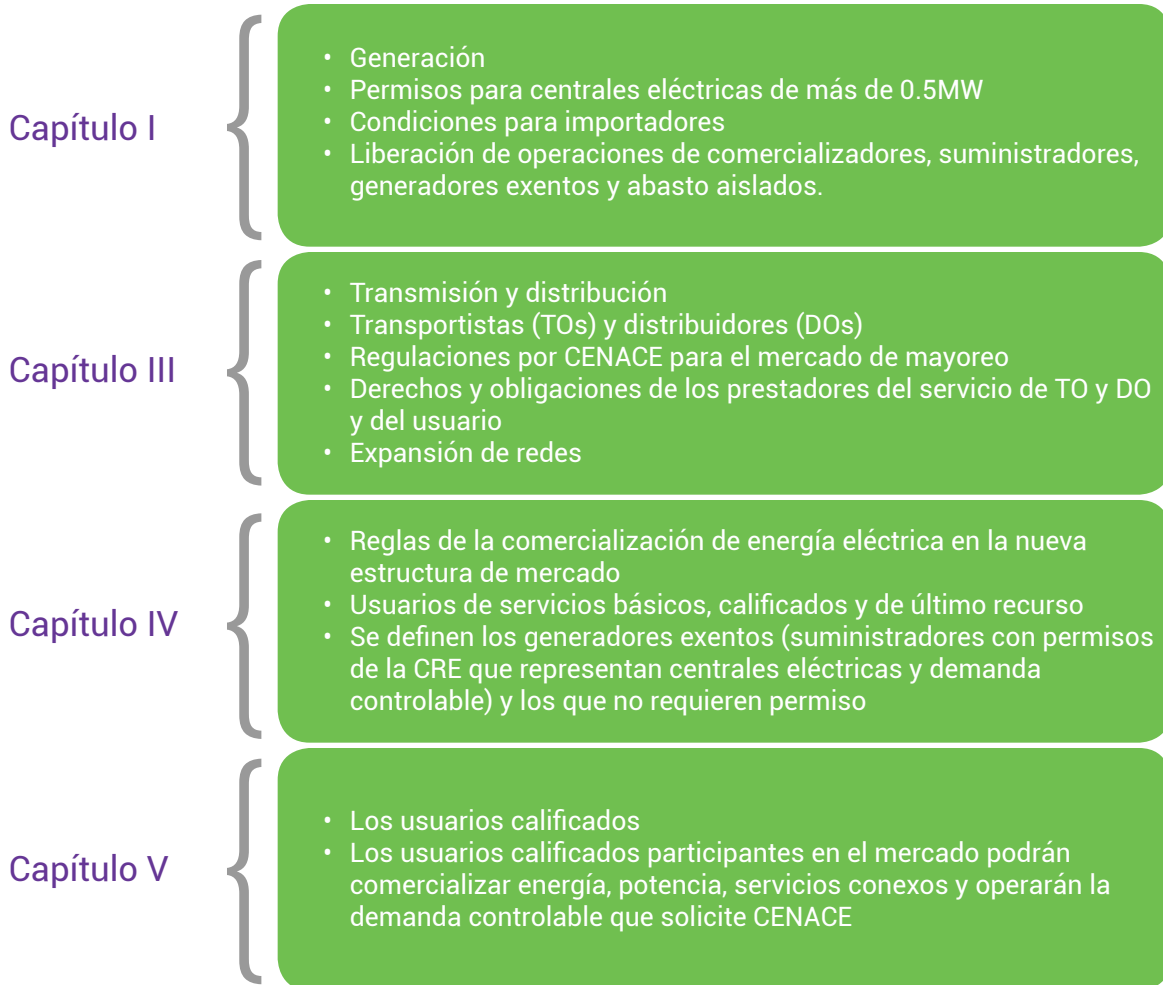 Capítulo I
• Generación
• Permisos para centrales eléctricas de más de 0.5MW
• Condiciones para importadores
• Liberación de operaciones de comercializadores, suministradores,
generadores exentos y abasto aislados.
Capítulo III
• Transmisión y distribución
• Transportistas (TOs) y distribuidores (DOs)
• Regulaciones por CENACE para el mercado de mayoreo
• Derechos y obligaciones de los prestadores del servicio de TO y DO
y del usuario
• Expansión de redes
Capítulo IV
• Reglas de la comercialización de energía eléctrica en la nueva
estructura de mercado
• Usuarios de servicios básicos, calificados y de último recurso
• Se definen los generadores exentos (suministradores con permisos
de la CRE que representan centrales eléctricas y demanda
controlable) y los que no requieren permiso
Capítulo V
• Los usuarios calificados
• Los usuarios calificados participantes en el mercado podrán
comercializar energía, potencia, servicios conexos y operarán la
demanda controlable que solicite CENACE